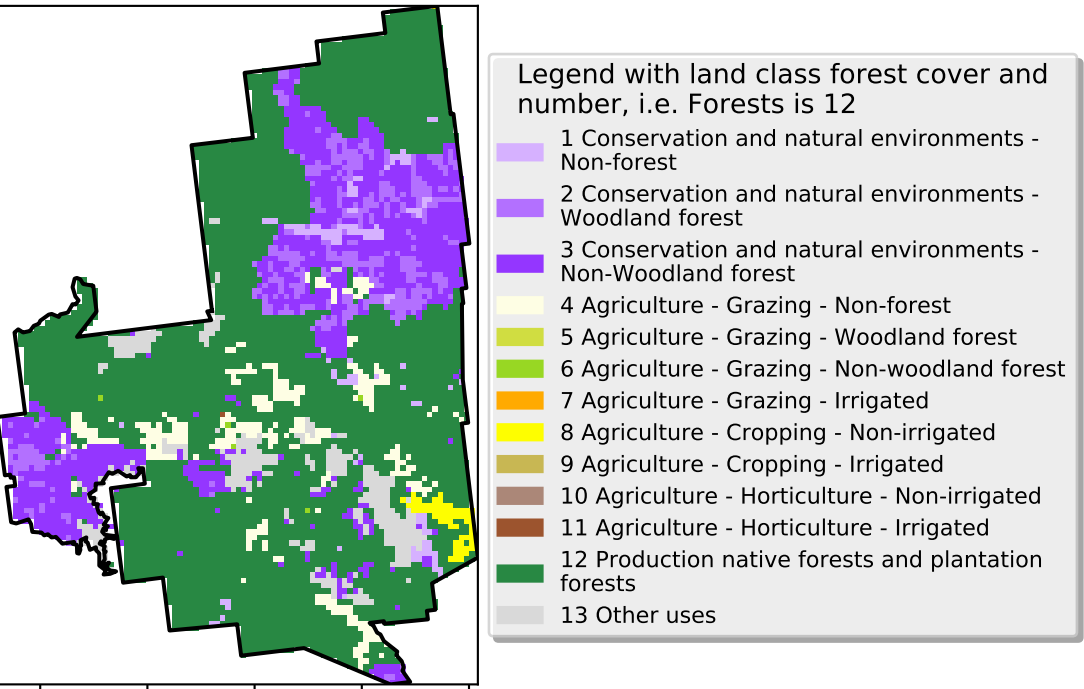 Legend with land class forest cover and
number, i.e. Forests is 12
1 Conservation and natural environments -
Non-forest
2 Conservation and natural environments -
Woodland forest
3 Conservation and natural environments -
Non-Woodland forest
4 Agriculture - Grazing - Non-forest
5 Agriculture - Grazing - Woodland forest
6 Agriculture - Grazing - Non-woodland forest
7 Agriculture - Grazing - Irrigated
8 Agriculture - Cropping - Non-irrigated
9 Agriculture - Cropping - Irrigated
10 Agriculture - Horticulture - Non-irrigated
11 Agriculture - Horticulture - Irrigated
12 Production native forests and plantation
forests
13 Other uses